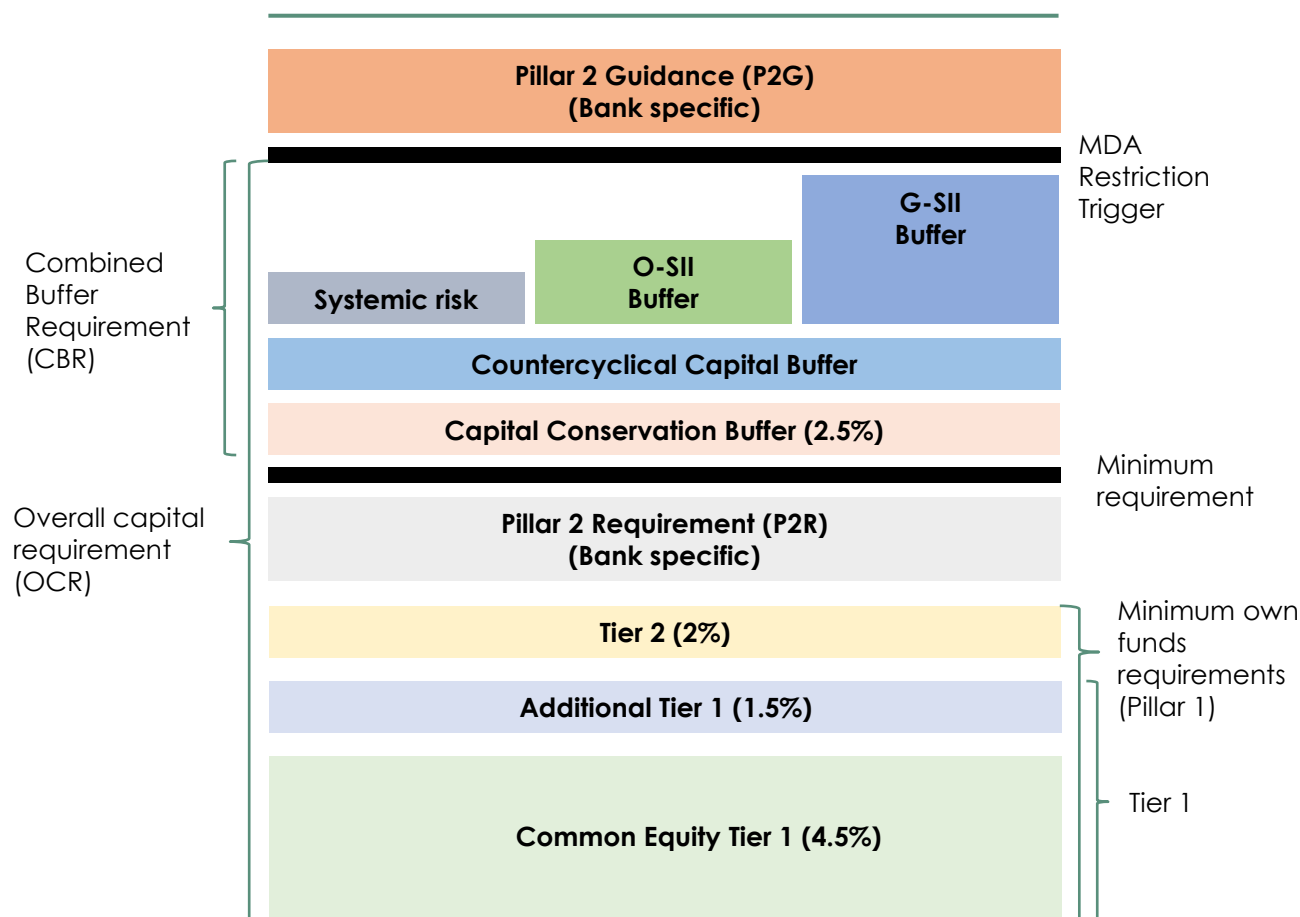 Pillar 2 Guidance (P2G)
(Bank specific)
MDA
Restriction
Trigger
G-SII
Buffer
O-SII
Buffer
Systemic risk
Combined
Buffer
Requirement
(CBR)
Countercyclical Capital Buffer
Capital Conservation Buffer (2.5%)
Minimum
requirement
Overall capital
requirement
(OCR)
Pillar 2 Requirement (P2R)
(Bank specific)
Tier 2 (2%)
Minimum own
funds
requirements
(Pillar 1)
Additional Tier 1 (1.5%)
Tier 1
Common Equity Tier 1 (4.5%)